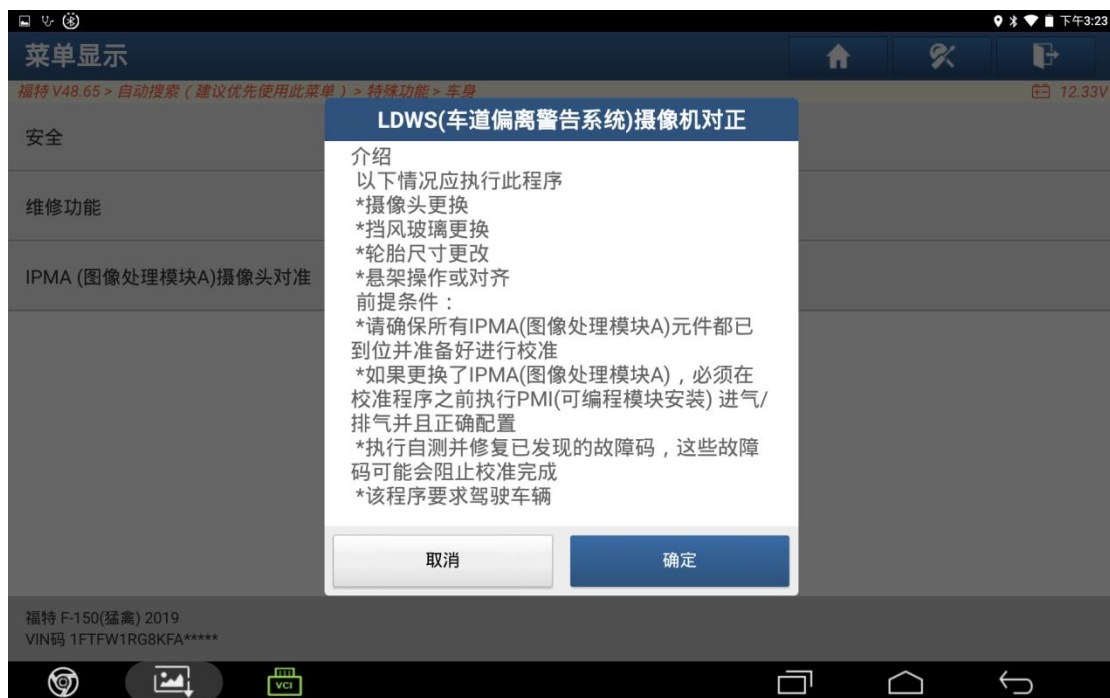 下午3:23
菜单显示
福特 V48.65 > 自动搜索（建议优先使用此菜单）> 特殊功能 > 车身
12.33V
安全
维修功能
IPMA (图像处理模块A)摄像头对准
LDWS(车道偏离警告系统)摄像机对正
介绍
以下情况应执行此程序
*摄像头更换
*挡风玻璃更换
*轮胎尺寸更改
*悬架操作或对齐
前提条件：
*请确保所有IPMA(图像处理模块A)元件都已
到位并准备好进行校准
*如果更换了IPMA(图像处理模块A)，必须在
校准程序之前执行PMI(可编程模块安装) 进气/
排气并且正确配置
*执行自测并修复已发现的故障码，这些故障
码可能会阻止校准完成
*该程序要求驾驶车辆
取消
确定
福特 F-150(猛禽) 2019
VIN码 1FTFW1RG8KFA*****
VCI